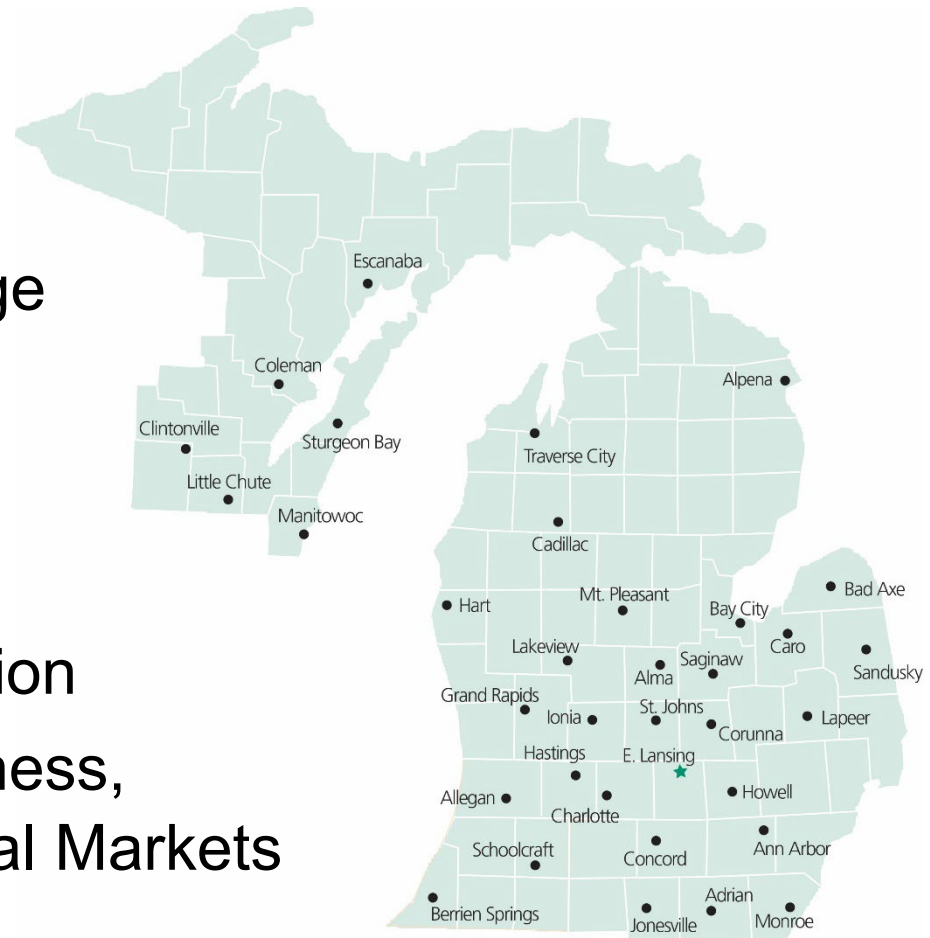 ge
ion
ness,
al Markets
Escanaba
Coleman
Clintonville
Sturgeon Bay
Little Chute
Manitowoc
Alpena
Traverse City
Cadillac
Hart
Mt. Pleasant
Bay City
Bad Axe
Caro
Lakeview
Alma
Saginaw
Sandusky
Grand Rapids
Ionia
St. Johns
Corunna
Lapeer
Hastings
E. Lansing
Allegan
Charlotte
Howell
Schoolcraft
Concord
Ann Arbor
Berrien Springs
Jonesville
Adrian
Monroe